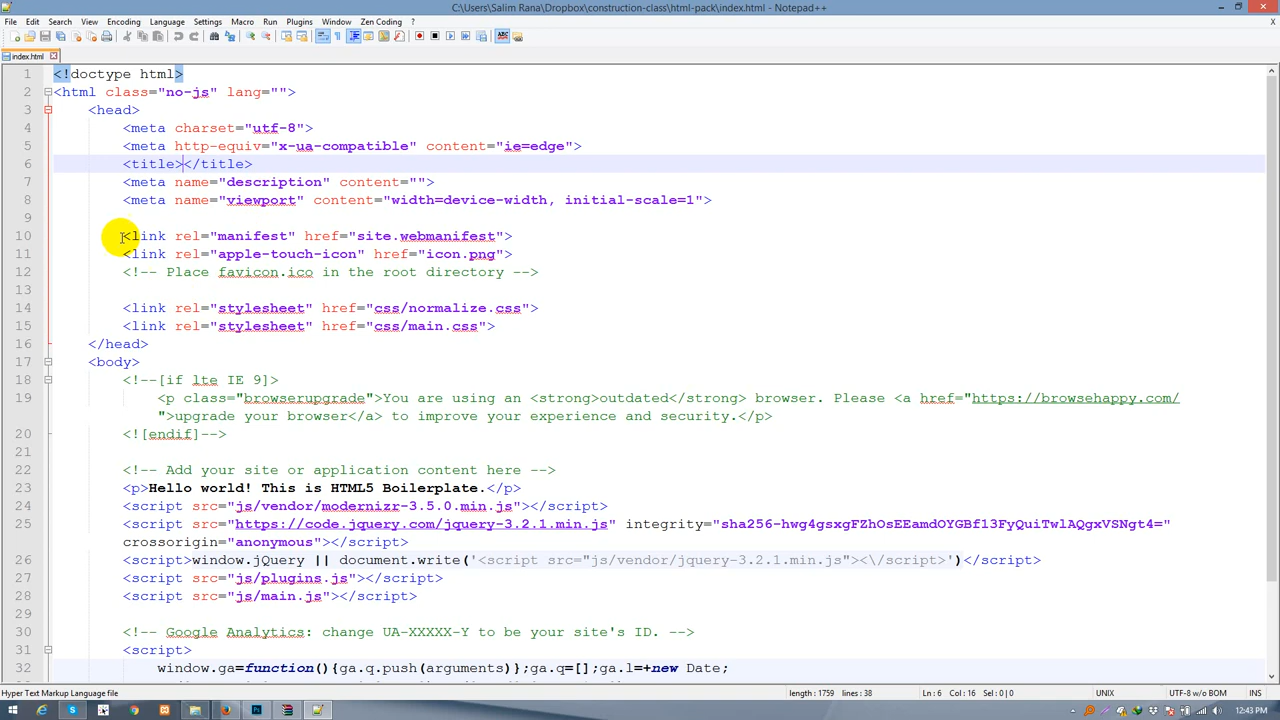 C:\Users\Salim Rana\Dropbox\construction-class\html-pack\index.html - Notepad++
File Edit Search View Encoding Language Settings Macro Run Plugins Window Zen Coding ?
index.html
1 <!doctype html>
2 <html class="no-js" lang="">
3 <head>
4 <meta charset="utf-8">
5 <meta http-equiv="x-ua-compatible" content="ie=edge">
6 <title></title>
7 <meta name="description" content="">
8 <meta name="viewport" content="width=device-width, initial-scale=1">
9
10 <link rel="manifest" href="site.webmanifest">
11 <link rel="apple-touch-icon" href="icon.png">
12 <!-- Place favicon.ico in the root directory -->
13
14 <link rel="stylesheet" href="css/normalize.css">
15 <link rel="stylesheet" href="css/main.css">
16 </head>
17 <body>
18 <!--[if lte IE 9]>
19 <p class="browserupgrade">You are using an <strong>outdated</strong> browser. Please <a href="https://browsehappy.com/
">upgrade your browser</a> to improve your experience and security.</p>
20 <![endif]-->
21
22 <!-- Add your site or application content here -->
23 <p>Hello world! This is HTML5 Boilerplate.</p>
24 <script src="js/vendor/modernizr-3.5.0.min.js"></script>
25 <script src="https://code.jquery.com/jquery-3.2.1.min.js" integrity="sha256-hwg4gsxgFZhOsEEamdOYGBf13FyQuiTwlAQgxVSNgt4="
crossorigin="anonymous"></script>
26 <script>window.jQuery || document.write('<script src="js/vendor/jquery-3.2.1.min.js"><\/script>')</script>
27 <script src="js/plugins.js"></script>
28 <script src="js/main.js"></script>
29
30 <!-- Google Analytics: change UA-XXXXX-Y to be your site's ID. -->
31 <script>
32 window.ga=function(){ga.q.push(arguments)};ga.q=[];ga.l=+new Date;
Hyper Text Markup Language file length : 1759 lines : 38 Ln : 6 Col : 16 Sel : 0 | 0 UNIX UTF-8 w/o BOM INS
12:43 PM